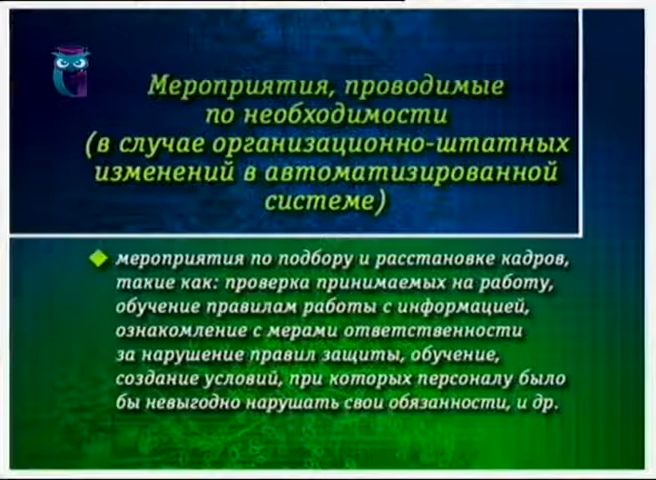 Мероприятия, проводимые
по необходимости
(в случае организационно-штатных
изменений в автоматизированной
системе)
мероприятия по подбору и расстановке кадров,
такие как: проверка принимаемых на работу,
обучение правилам работы с информацией,
ознакомление с мерами ответственности
за нарушение правил защиты, обучение,
создание условий, при которых персоналу было
бы невыгодно нарушать свои обязанности, и др.